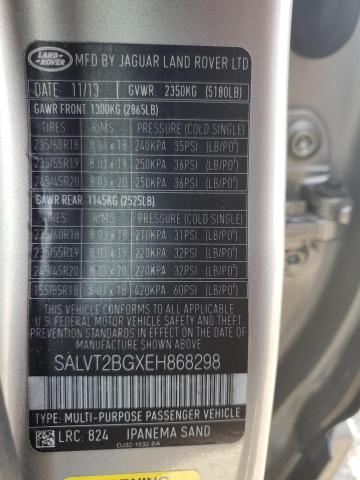 LAND-ROVER
MFD BY JAGUAR LAND ROVER LTD
DATE 11/13 GVWR 2350KG (5180LB)
GAWR FRONT 1300KG (2865LB)
TIRES RIMS PRESSURE (COLD SINGLE)
235/60R18 8.0J x 18 240KPA 35PSI (LB/PO²)
235/55R19 8.0J x 19 250KPA 36PSI (LB/PO²)
245/45R20 8.0J x 20 250KPA 36PSI (LB/PO²)
GAWR REAR 1145KG (2525LB)
TIRES RIMS PRESSURE (COLD SINGLE)
235/60R18 8.0J x 18 210KPA 31PSI (LB/PO²)
235/55R19 8.0J x 19 220KPA 32PSI (LB/PO²)
245/45R20 8.0J x 20 220KPA 32PSI (LB/PO²)
155/85R18 x 18 420KPA 60PSI (LB/PO²)
THIS VEHICLE CONFORMS TO ALL APPLICABLE
U.S FEDERAL MOTOR VEHICLE SAFETY AND
THEFT PREVENTION STANDARDS IN EFFECT ON THE
DATE OF MANUFACTURE SHOWN ABOVE
SALVT2BGXEH868298
TYPE: MULTI-PURPOSE PASSENGER VEHICLE
LRC: 824 IPANEMA SAND
DJ32-1532-BA
WARNING